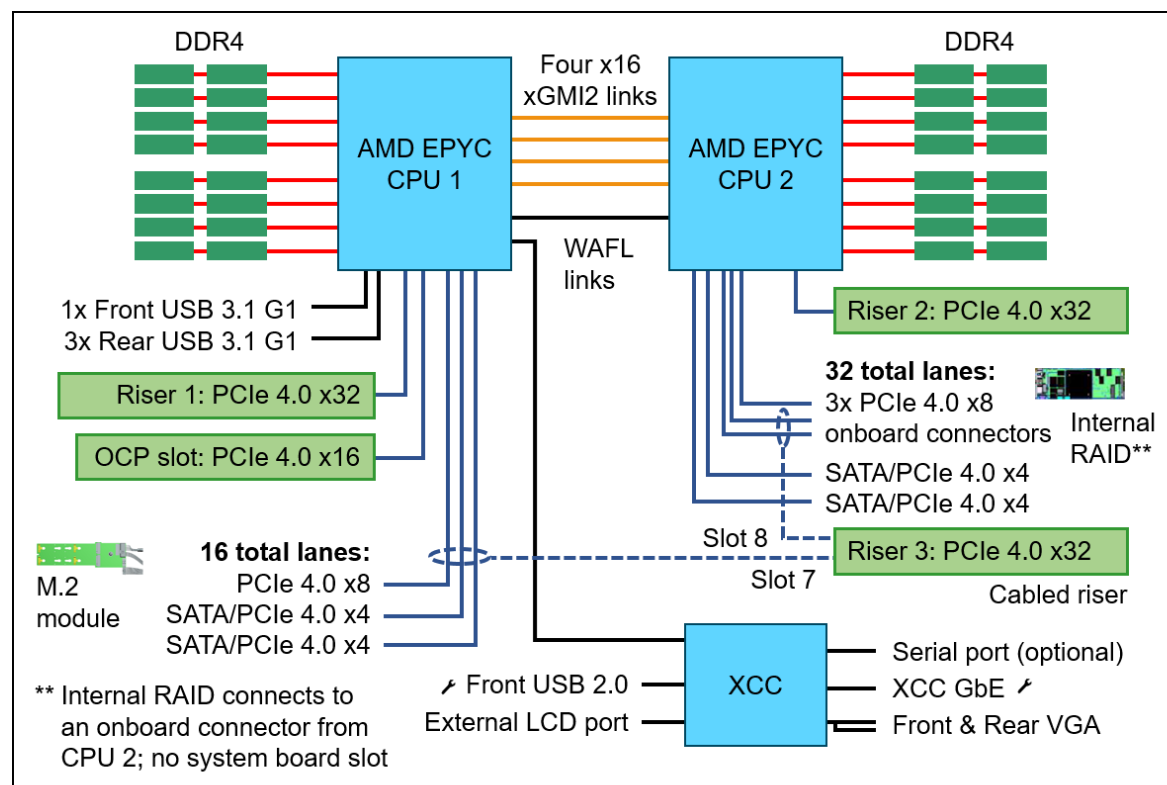 DDR4
DDR4
Four x16
xGMI2 links
AMD EPYC
CPU 1
AMD EPYC
CPU 2
WAFL
links
1x Front USB 3.1 G1
3x Rear USB 3.1 G1
Riser 1: PCIe 4.0 x32
OCP slot: PCIe 4.0 x16
Riser 2: PCIe 4.0 x32
32 total lanes:
3x PCIe 4.0 x8
onboard connectors
Internal
RAID**
SATA/PCIe 4.0 x4
SATA/PCIe 4.0 x4
Slot 8
Riser 3: PCIe 4.0 x32
Slot 7
Cabled riser
M.2
module
16 total lanes:
PCIe 4.0 x8
SATA/PCIe 4.0 x4
SATA/PCIe 4.0 x4
** Internal RAID connects to
an onboard connector from
CPU 2; no system board slot
Front USB 2.0
External LCD port
XCC
Serial port (optional)
XCC GbE
Front & Rear VGA